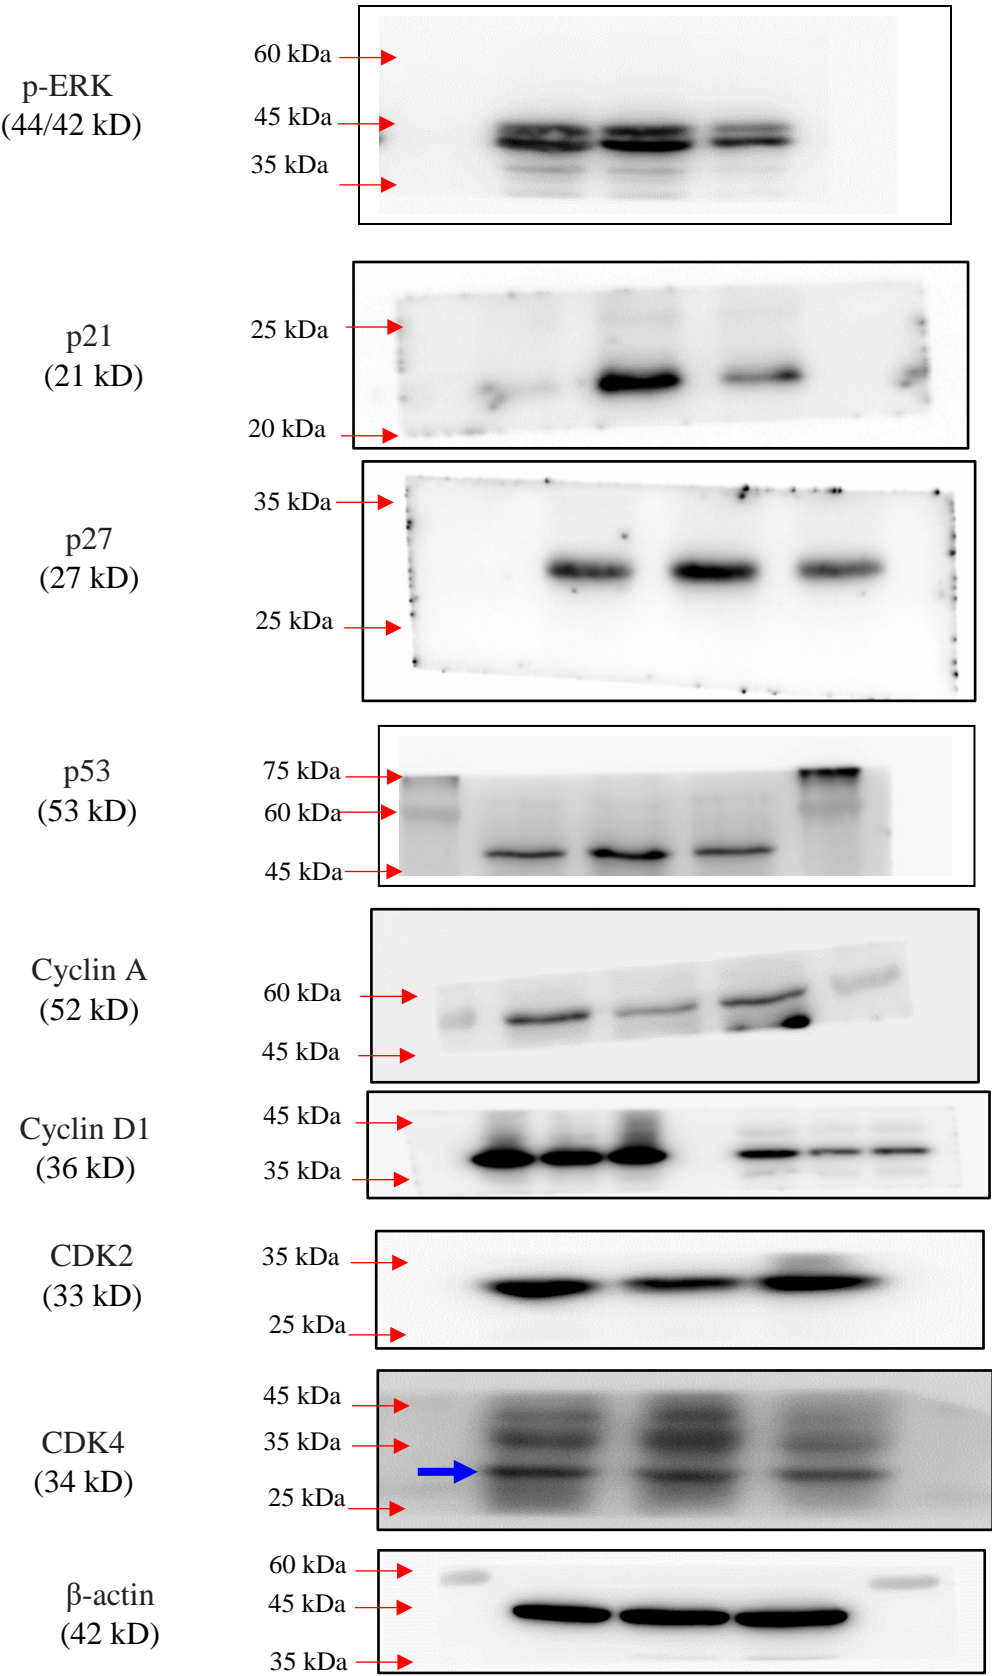 p-ERK
(44/42 kD)
60 kDa
45 kDa
35 kDa
p21
(21 kD)
25 kDa
20 kDa
p27
(27 kD)
35 kDa
25 kDa
p53
(53 kD)
75 kDa
60 kDa
45 kDa
Cyclin A
(52 kD)
60 kDa
45 kDa
Cyclin D1
(36 kD)
45 kDa
35 kDa
CDK2
(33 kD)
35 kDa
25 kDa
CDK4
(34 kD)
45 kDa
35 kDa
25 kDa
β-actin
(42 kD)
60 kDa
45 kDa
35 kDa